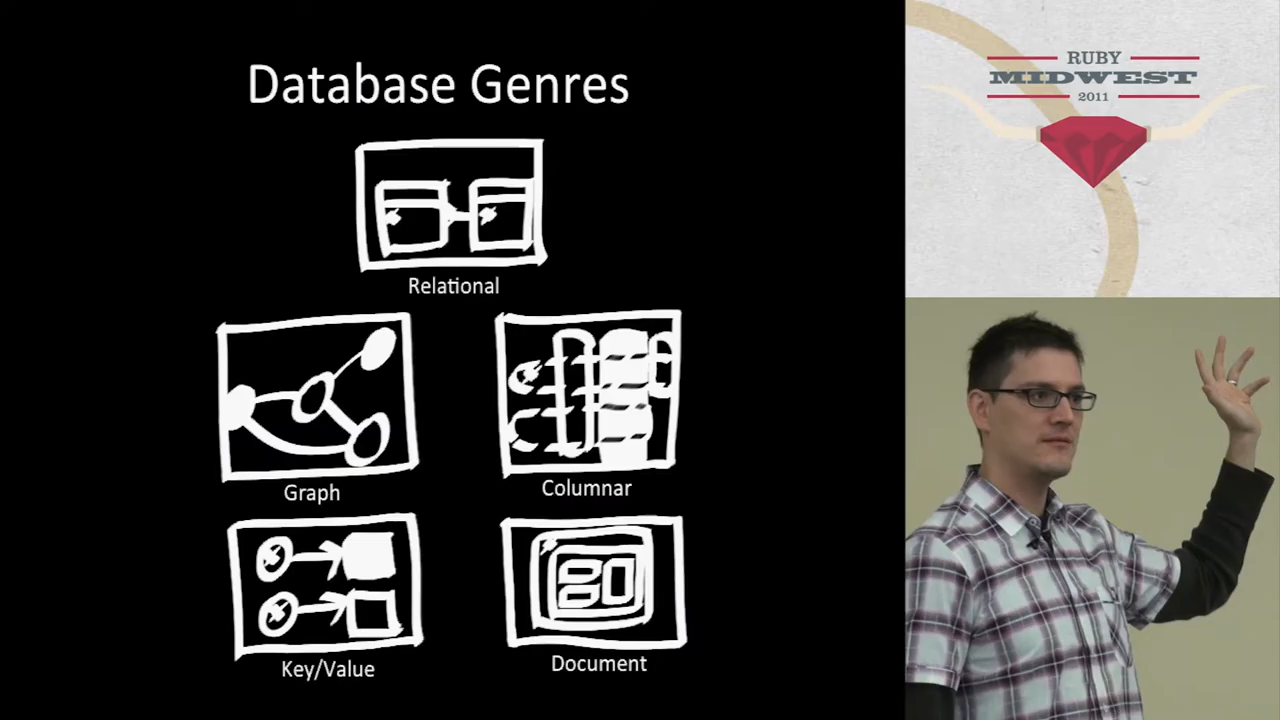 Database Genres
Relational
Graph
Columnar
Key/Value
Document
RUBY
MIDWEST
2011